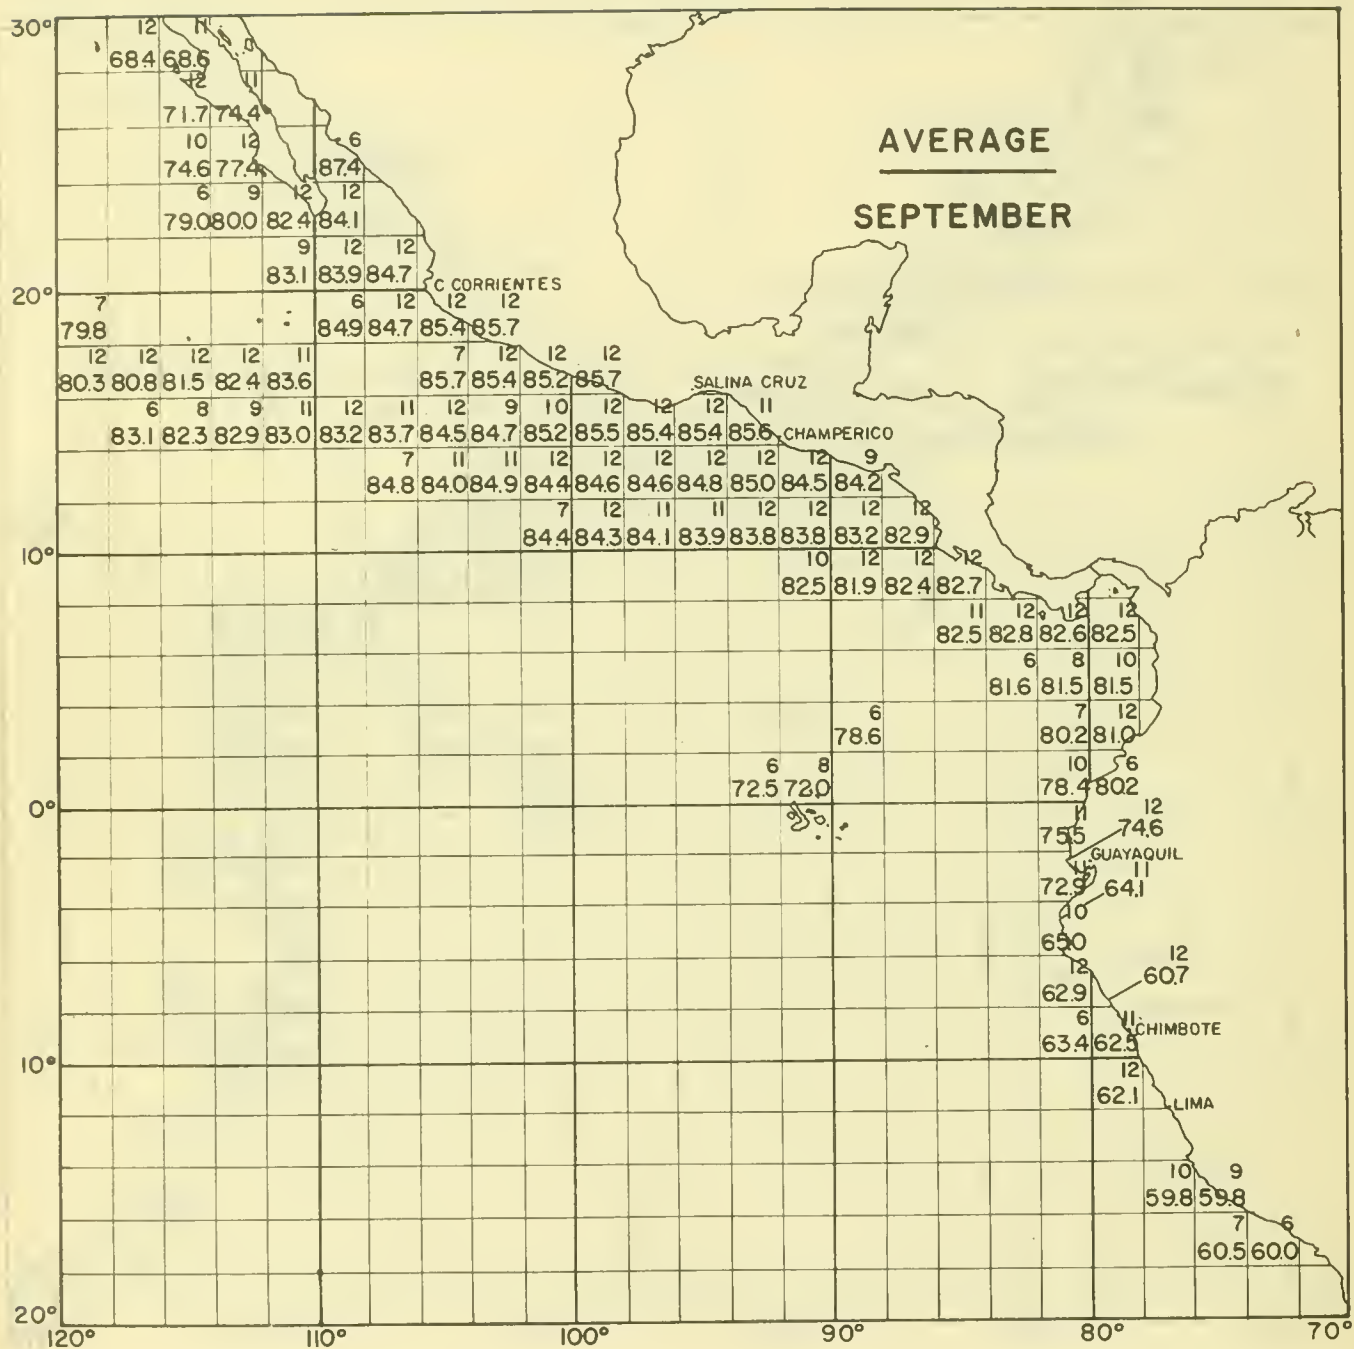 30° 12 11
68.4 68.6
12 11
71.7 74.4
AVERAGE
10 12 6
74.6 77.4 87.4
6 9 12 12
SEPTEMBER
79.0 80.0 82.4 84.1
9 12 12
83.1 83.9 84.7
C CORRIENTES
20° 7 6 12 12 12
79.8 84.9 84.7 85.4 85.7
12 12 12 12 11 7 12 12 12
80.3 80.8 81.5 82.4 83.6 85.7 85.4 85.2 85.7
SALINA CRUZ
6 8 9 11 12 11 12 9 10 12 12 12 11
83.1 82.3 82.9 83.0 83.2 83.7 84.5 84.7 85.2 85.5 85.4 85.4 85.6 CHAMPERICO
7 11 11 12 12 12 12 12 12 9
84.8 84.0 84.9 84.4 84.6 84.6 84.8 85.0 84.5 84.2
7 12 11 11 12 12 12 12
84.4 84.3 84.1 83.9 83.8 83.8 83.2 82.9
10° 10 12 12 12
82.5 81.9 82.4 82.7
11 12 12 12
82.5 82.8 82.6 82.5
6 8 10
81.6 81.5 81.5
6 7 12
78.6 80.2 81.0
6 8 10 6
72.5 72.0 78.4 80.2
0° 11 12
75.5 74.6
GUAYAQUIL
11 11
72.9 64.1
10
65.0
12 12
62.9 60.7
6 11 CHIMBOTE
63.4 62.5
10° 12
62.1 LIMA
10 9
59.8 59.8
7 6
60.5 60.0
20°
120° 110° 100° 90° 80° 70°